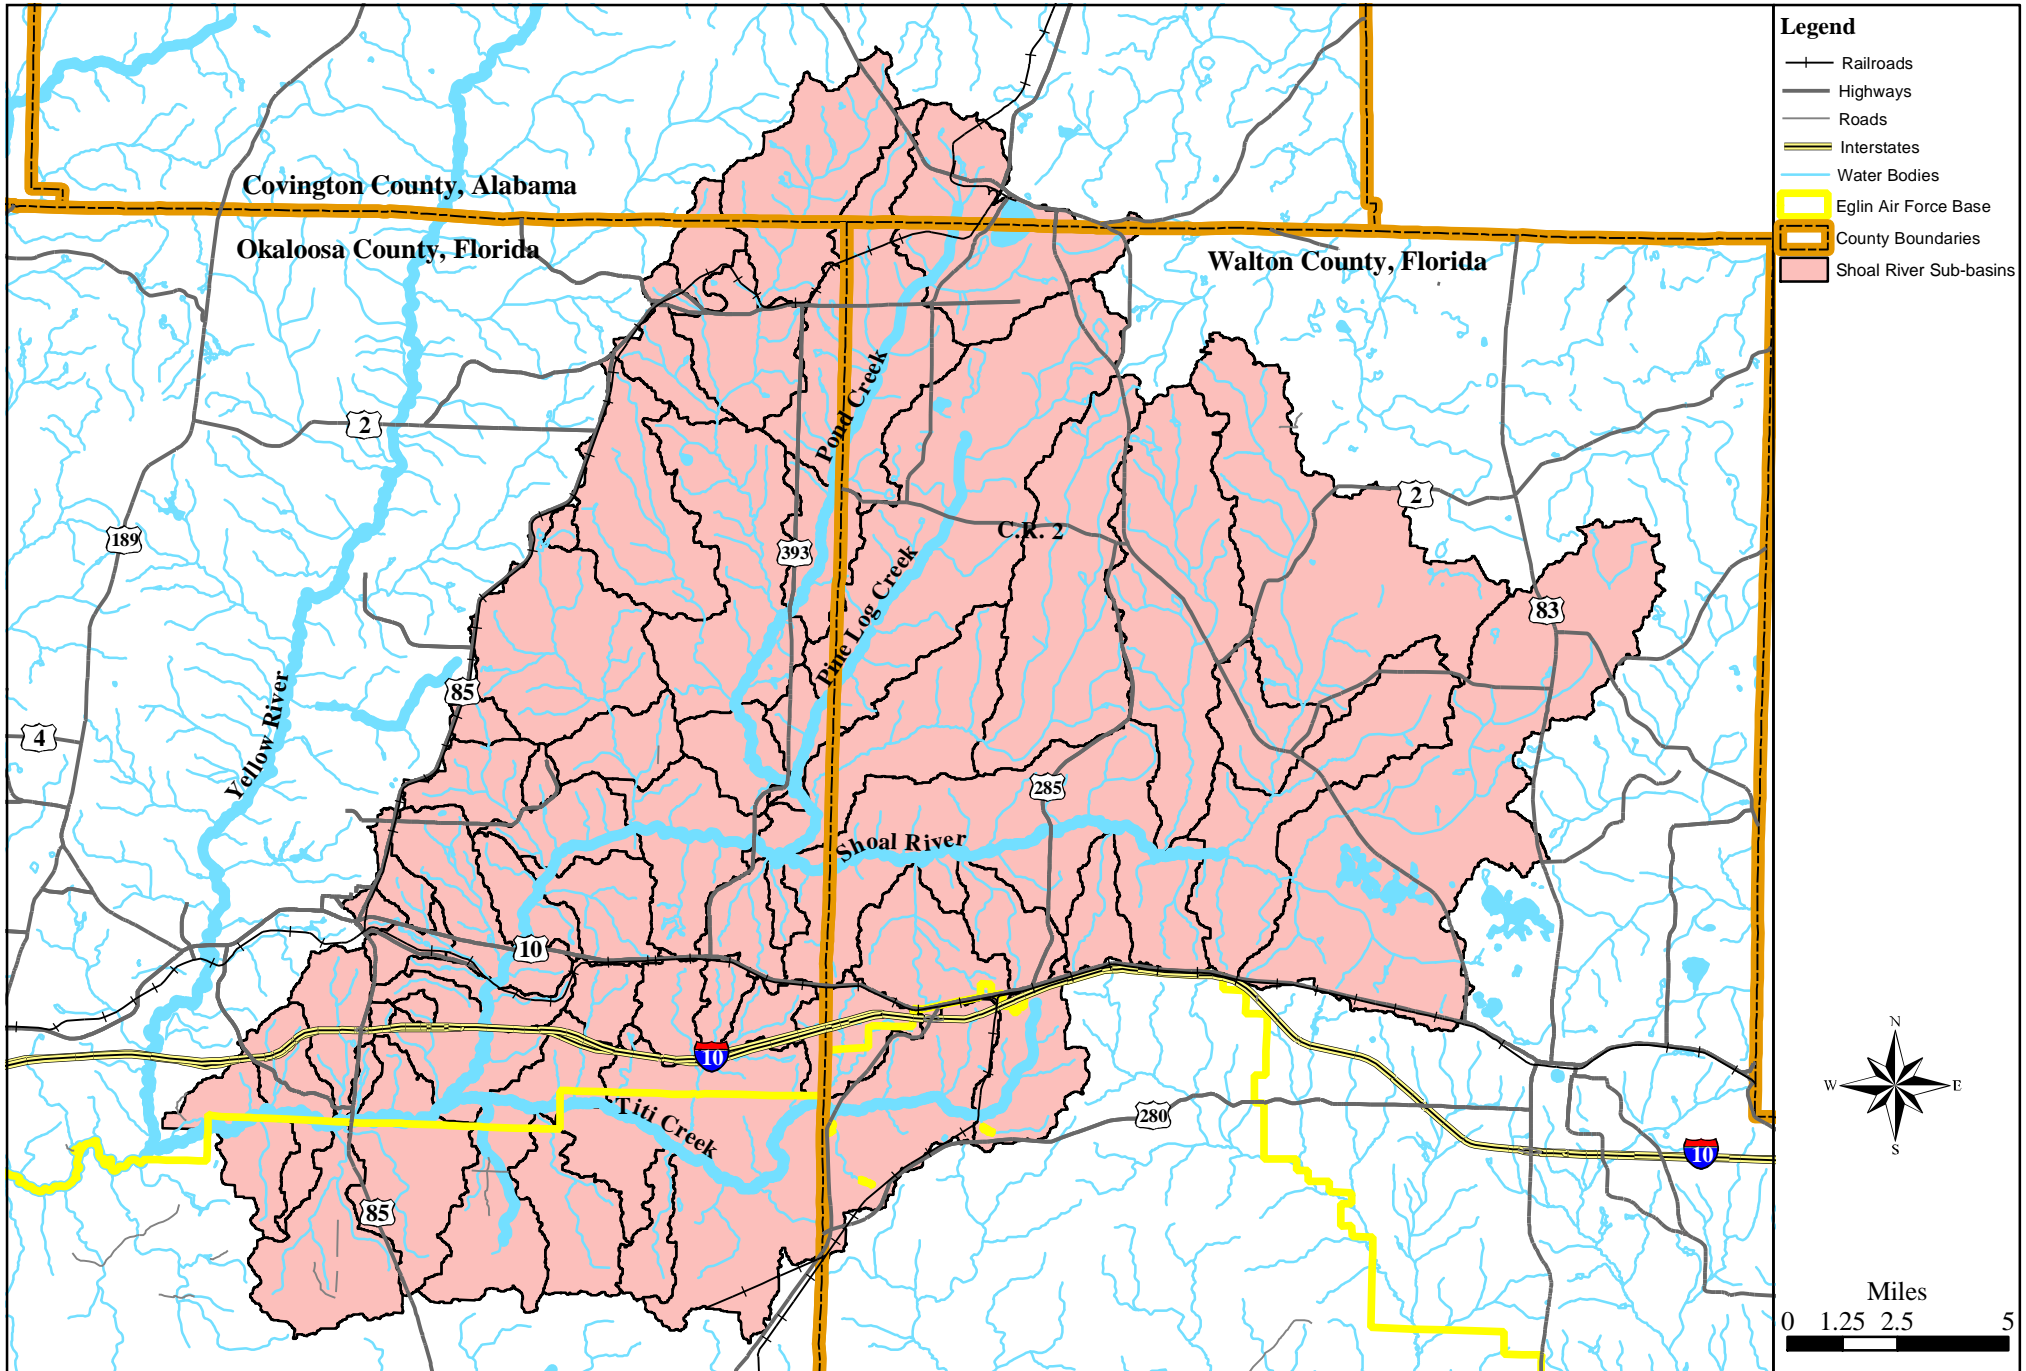 Legend
Railroads
Highways
Roads
Interstates
Water Bodies
Eglin Air Force Base
County Boundaries
Shoal River Sub-basins
Covington County, Alabama
Okaloosa County, Florida
Walton County, Florida
2
Pond Creek
2
189
393
C.R. 2
Pine Log Creek
83
85
Yellow River
4
285
Shoal River
10
10
Titi Creek
280
10
85
N
W
E
S
Miles
0 1.25 2.5 5